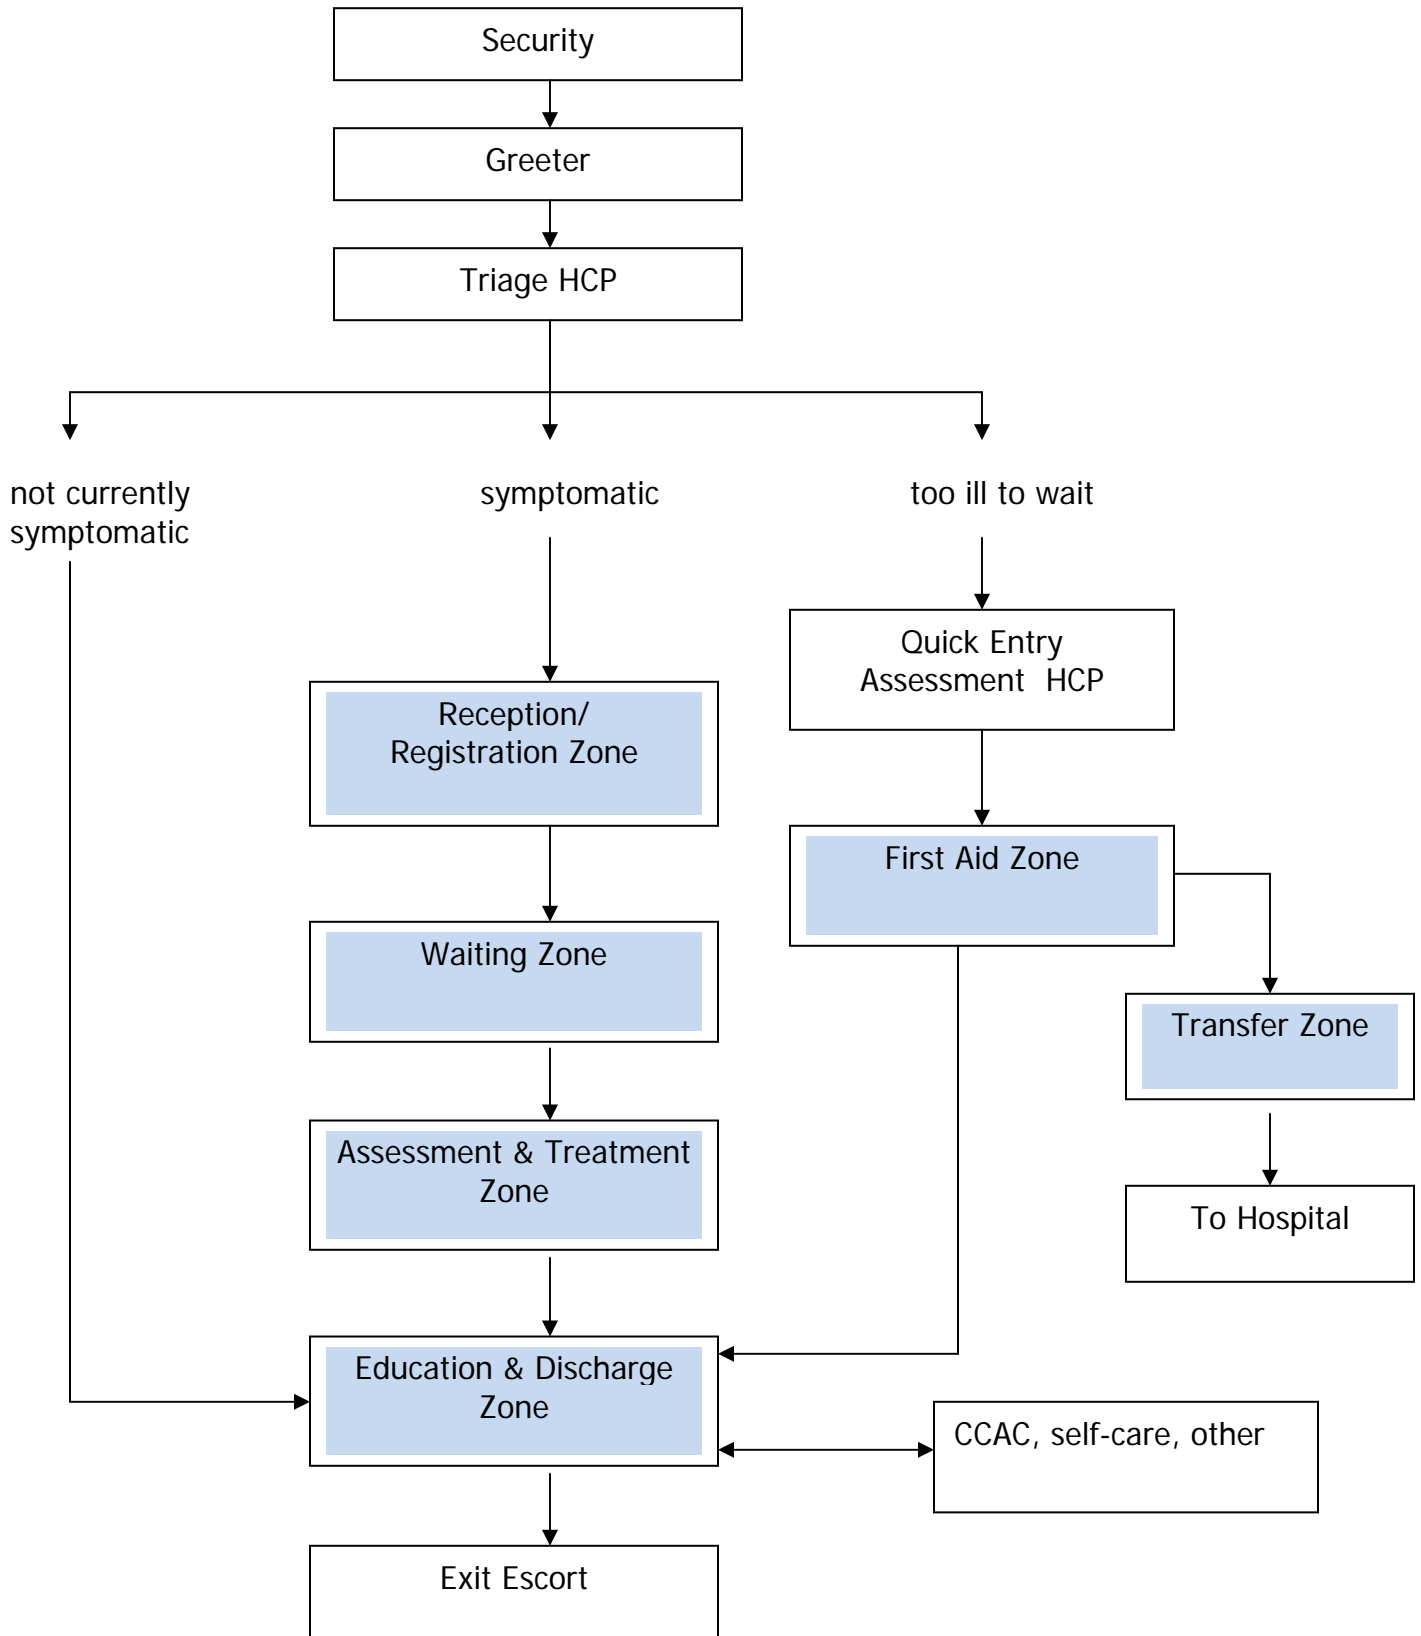 Security
Greeter
Triage HCP
not currently
symptomatic
symptomatic
too ill to wait
Quick Entry
Assessment HCP
Reception/
Registration Zone
First Aid Zone
Waiting Zone
Transfer Zone
Assessment & Treatment
Zone
To Hospital
Education & Discharge
Zone
CCAC, self-care, other
Exit Escort